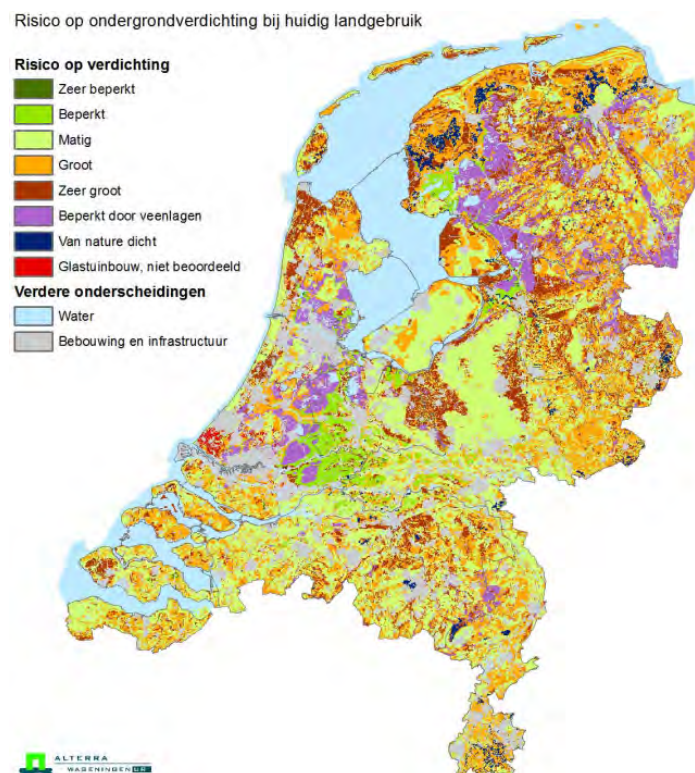 Risico op ondergrondverdichting bij huidig landgebruik
Risico op verdichting
Zeer beperkt
Beperkt
Matig
Groot
Zeer groot
Beperkt door veenlagen
Van nature dicht
Glastuinbouw, niet beoordeeld
Verdere onderscheidingen
Water
Bebouwing en infrastructuur
ALTERRA
WAGENINGEN UR